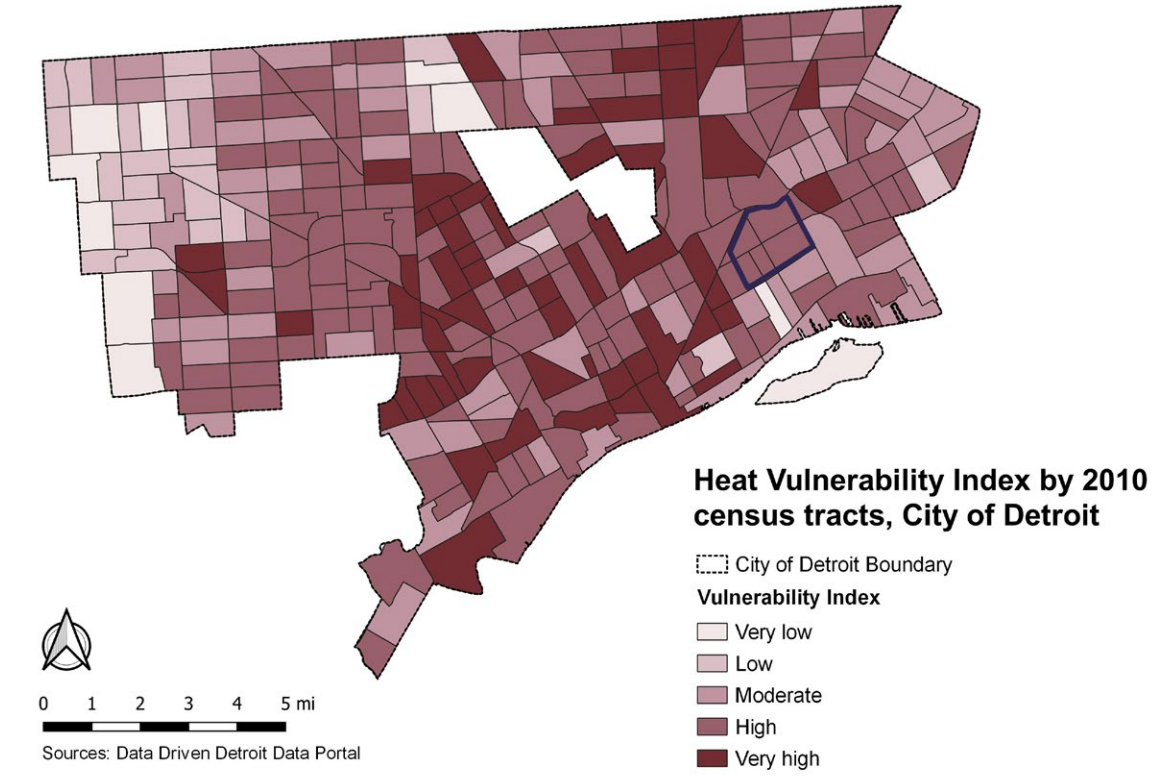 Heat Vulnerability Index by 2010
census tracts, City of Detroit
City of Detroit Boundary
Vulnerability Index
Very low
Low
Moderate
High
Very high
0 1 2 3 4 5 mi
Sources: Data Driven Detroit Data Portal